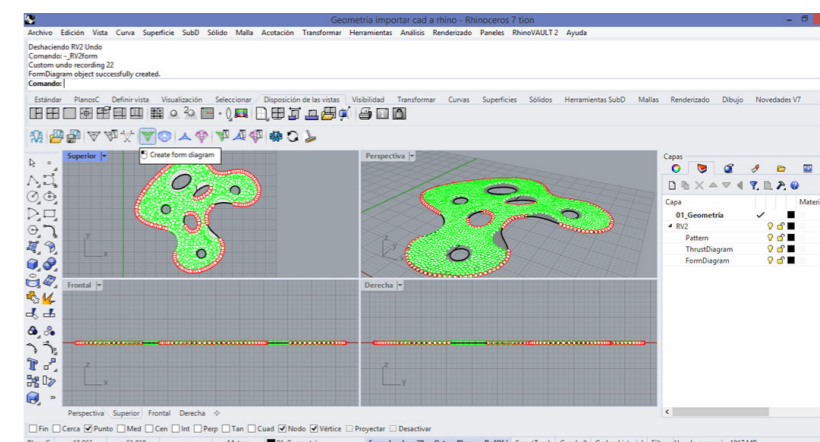 Geometria importar cad a rhino - Rhinoceros 7 tion
Archivo Edición Vista Curva Superficie SubD Sólido Malla Acotación Transformar Herramientas Análisis Renderizado Paneles RhinoVAULT 2 Ayuda
Deshaciendo RV2 Undo
Comando: -_RV2form
Custom undo recording 22
FormDiagram object successfully created.
Comando:
Estándar PlanosC Definir vista Visualización Seleccionar Disposición de las vistas Visibilidad Transformar Curvas Superficies Sólidos Herramientas SubD Mallas Renderizado Dibujo Novedades V7
Create form diagram
Superior
Perspectiva
Capas
Capa Materi
01_Geometria
RV2
Pattern
ThrustDiagram
FormDiagram
y
x
z
y
x
Frontal
Derecha
z
x
z
y
Perspectiva Superior Frontal Derecha
Fin Cerca Punto Med Cen Int Perp Tan Cuad Nodo Vértice Proyectar Desactivar